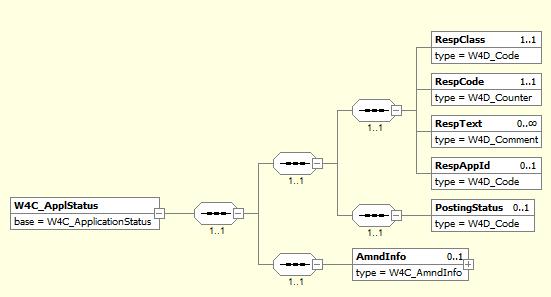 RespClass 1..1
type = W4D_Code
RespCode 1..1
type = W4D_Counter
1..1
RespText 0..∞
type = W4D_Comment
1..1
RespAppId 0..1
type = W4D_Code
W4C_ApplStatus
base = W4C_ApplicationStatus
1..1
PostingStatus 0..1
type = W4D_Code
1..1
AmndInfo 0..1
type = W4C_AmndInfo
1..1